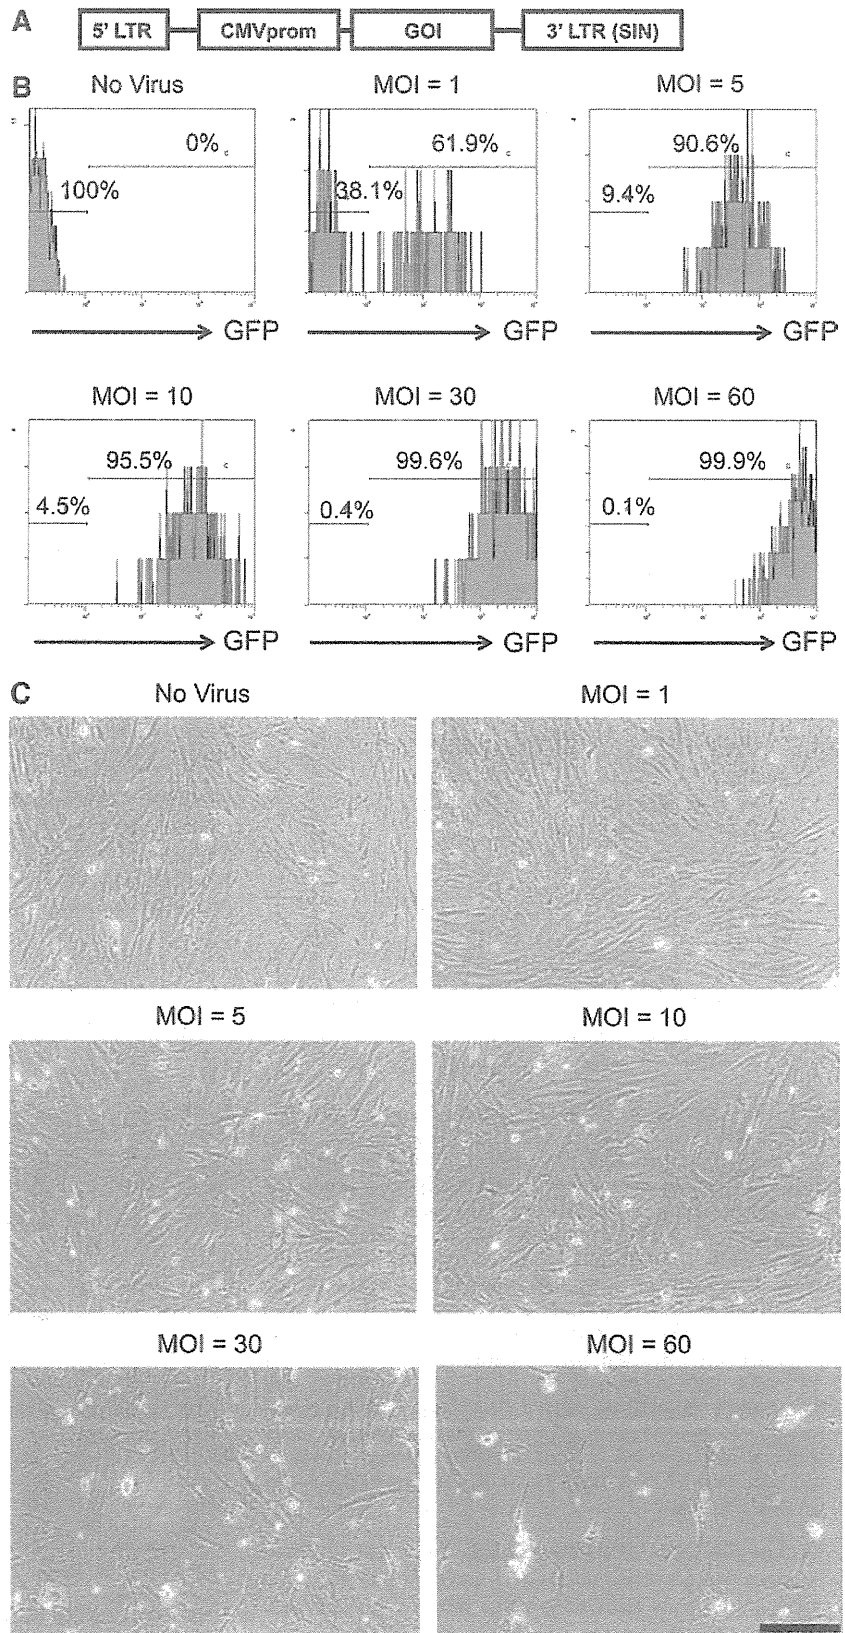 A
5' LTR CMVprom GOI 3' LTR (SIN)
B
No Virus MOI = 1 MOI = 5
0% 61.9% 90.6%
100% 38.1% 9.4%
GFP GFP GFP
MOI = 10 MOI = 30 MOI = 60
95.5% 99.6% 99.9%
4.5% 0.4% 0.1%
GFP GFP GFP
C
No Virus MOI = 1
MOI = 5 MOI = 10
MOI = 30 MOI = 60